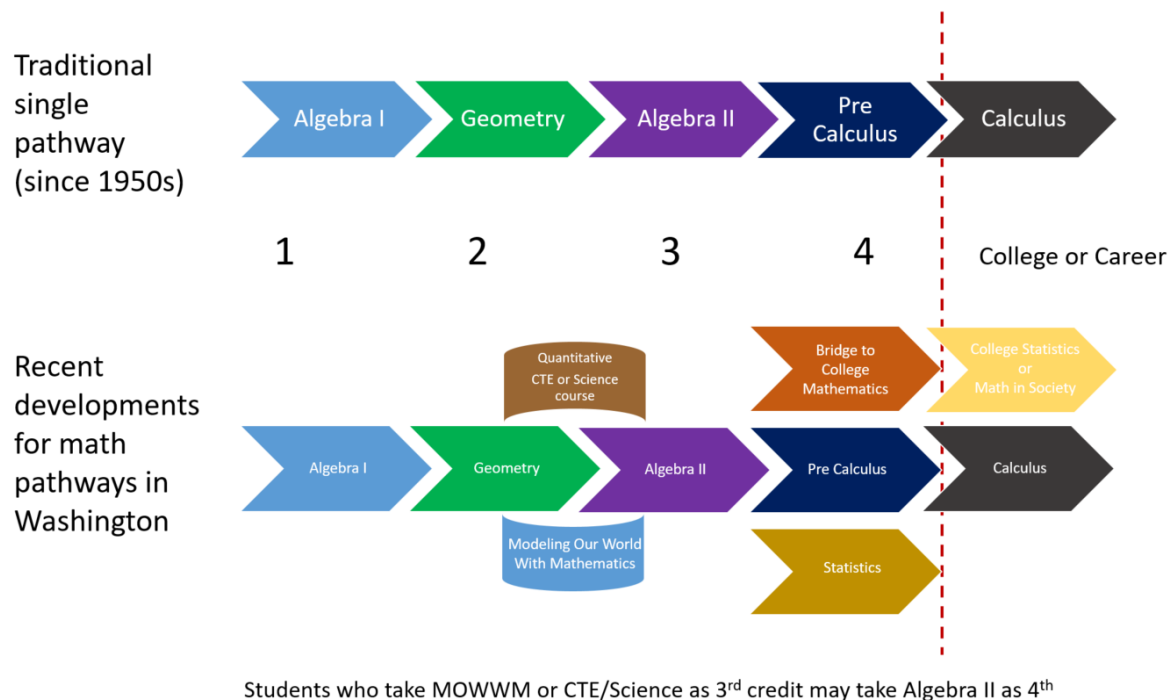 Traditional
single
pathway
(since 1950s)
Algebra I
Geometry
Algebra II
Pre
Calculus
Calculus
1
2
3
4
College or Career
Recent
developments
for math
pathways in
Washington
Quantitative
CTE or Science
course
Bridge to
College
Mathematics
College Statistics
or
Math in Society
Algebra I
Geometry
Algebra II
Pre Calculus
Calculus
Modeling Our World
With Mathematics
Statistics
Students who take MOWWM or CTE/Science as 3rd credit may take Algebra II as 4th